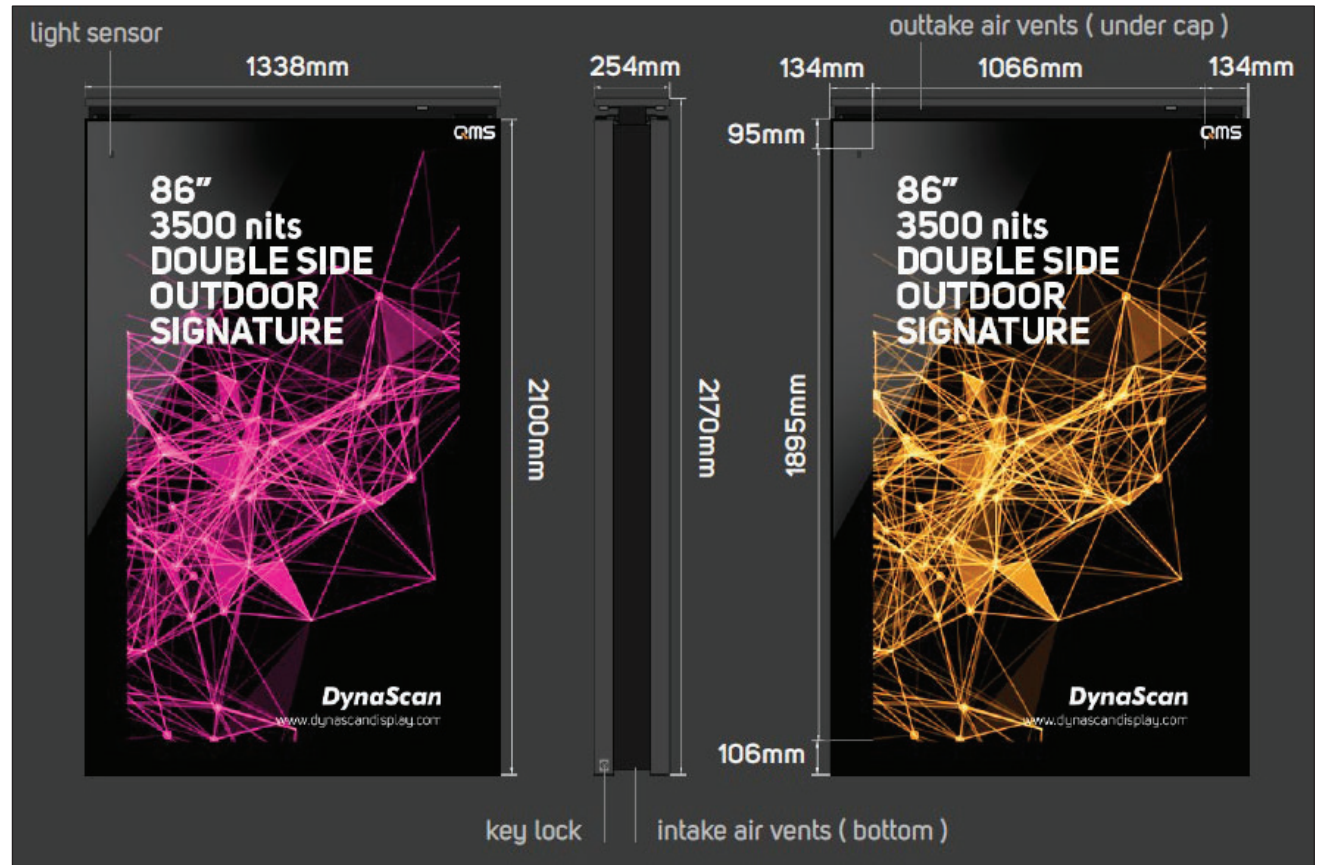 light sensor
outtake air vents ( under cap )
1338mm
254mm
134mm
1066mm
134mm
QMS
95mm
QMS
86”
3500 nits
DOUBLE SIDE
OUTDOOR
SIGNATURE
86”
3500 nits
DOUBLE SIDE
OUTDOOR
SIGNATURE
2100mm
2170mm
1895mm
DynaScan
www.dynascandisplay.com
DynaScan
www.dynascandisplay.com
106mm
key lock
intake air vents ( bottom )